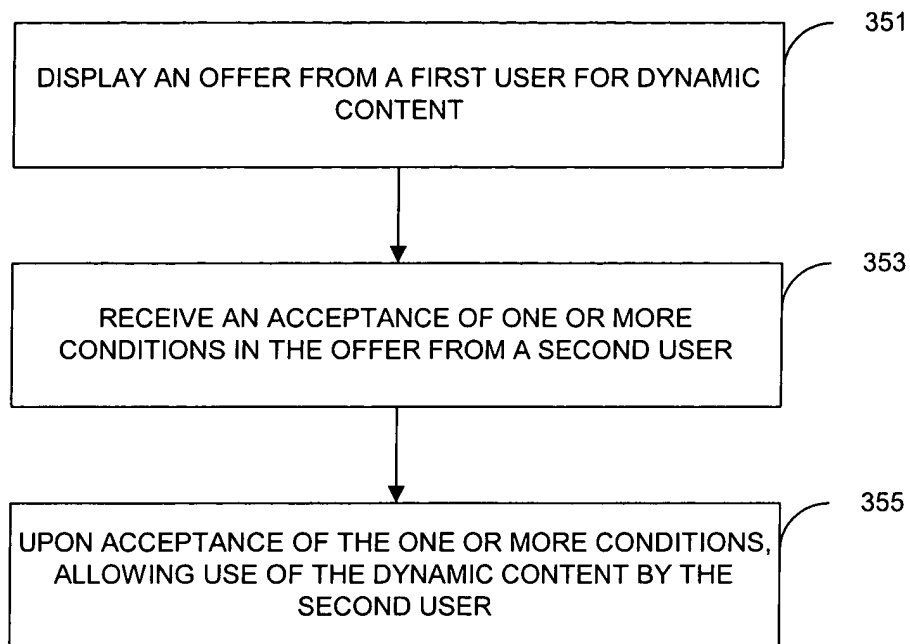 351
DISPLAY AN OFFER FROM A FIRST USER FOR DYNAMIC
CONTENT
353
RECEIVE AN ACCEPTANCE OF ONE OR MORE
CONDITIONS IN THE OFFER FROM A SECOND USER
355
UPON ACCEPTANCE OF THE ONE OR MORE CONDITIONS,
ALLOWING USE OF THE DYNAMIC CONTENT BY THE
SECOND USER